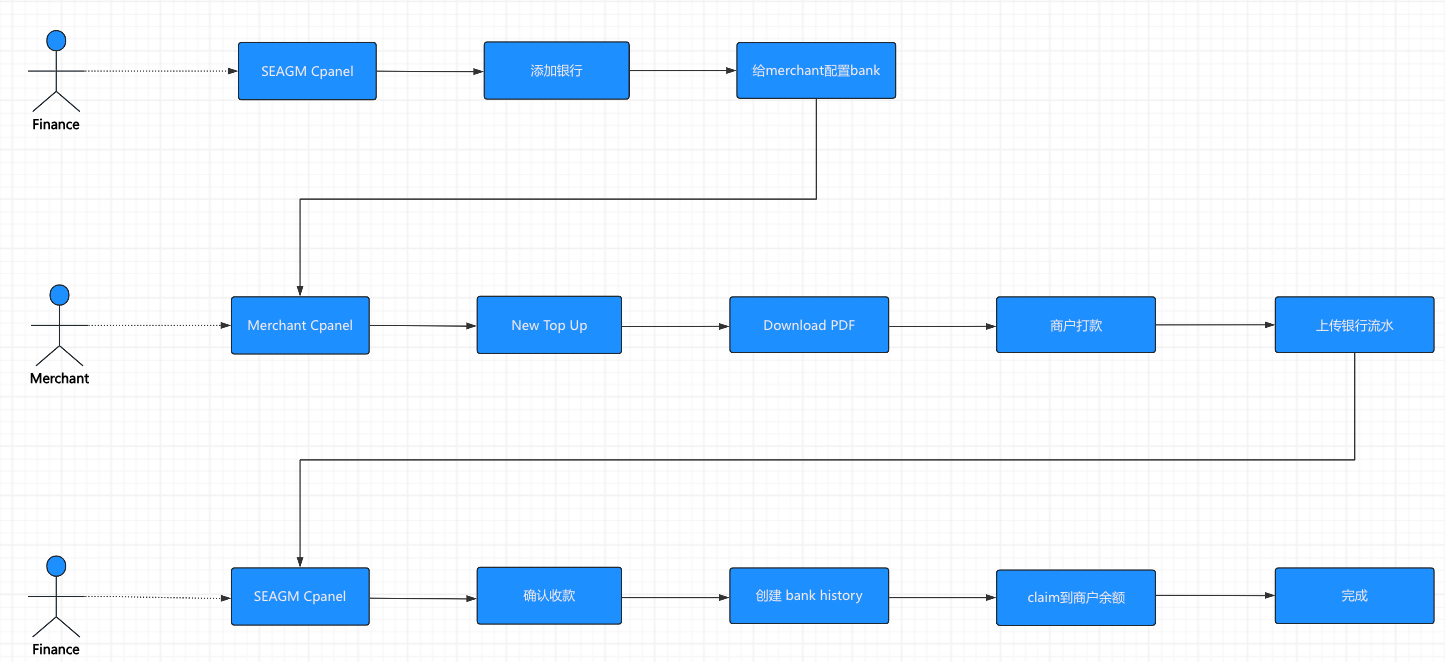 SEAGM Cpanel
添加银行
给merchant配置bank
Finance
Merchant Cpanel
New Top Up
Download PDF
商户打款
上传银行流水
Merchant
SEAGM Cpanel
确认收款
创建 bank history
claim到商户余额
完成
Finance